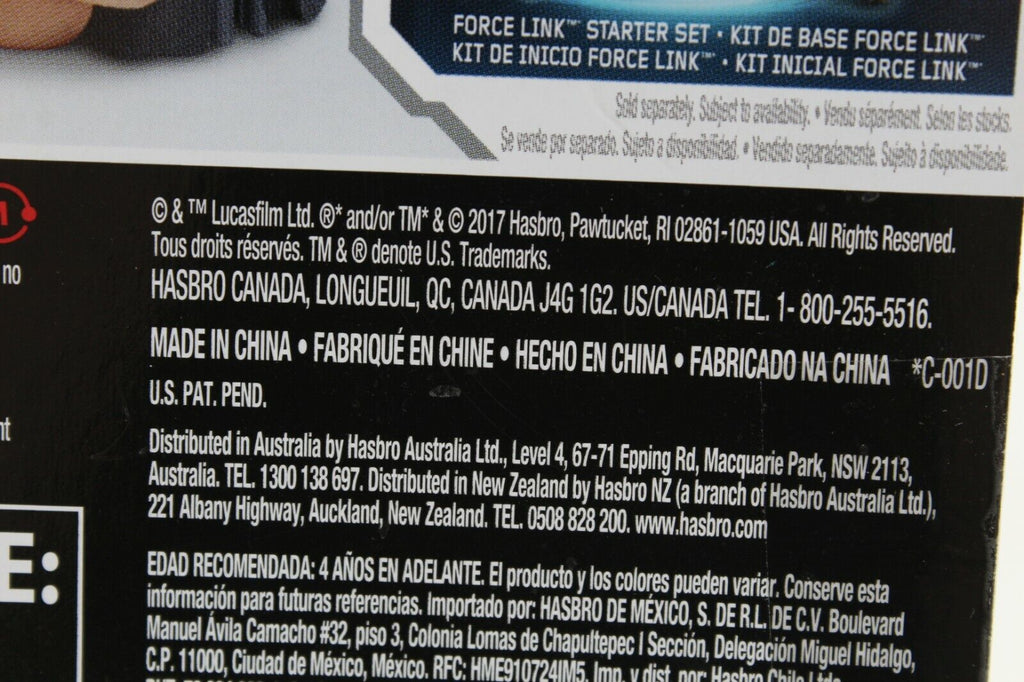 FORCE LINK™ STARTER SET • KIT DE BASE FORCE LINK™
KIT DE INICIO FORCE LINK™ • KIT INICIAL FORCE LINK™
Sold separately. Subject to availability. • Vendu séparément. Selon les stocks.
Se vende por separado. Sujeto a disponibilidad. • Vendido separadamente. Sujeito à disponibilidade.
no
© & ™ Lucasfilm Ltd. ®* and/or TM* & © 2017 Hasbro, Pawtucket, RI 02861-1059 USA. All Rights Reserved.
Tous droits réservés. TM & ® denote U.S. Trademarks.
HASBRO CANADA, LONGUEUIL, QC, CANADA J4G 1G2. US/CANADA TEL. 1- 800-255-5516.
MADE IN CHINA • FABRIQUÉ EN CHINE • HECHO EN CHINA • FABRICADO NA CHINA *C-001D
U.S. PAT. PEND.
Distributed in Australia by Hasbro Australia Ltd., Level 4, 67-71 Epping Rd, Macquarie Park, NSW 2113,
Australia. TEL. 1300 138 697. Distributed in New Zealand by Hasbro NZ (a branch of Hasbro Australia Ltd.),
221 Albany Highway, Auckland, New Zealand. TEL. 0508 828 200. www.hasbro.com
E:
EDAD RECOMENDADA: 4 AÑOS EN ADELANTE. El producto y los colores pueden variar. Conserve esta
información para futuras referencias. Importado por: HASBRO DE MÉXICO, S. DE R.L. DE C.V. Boulevard
Manuel Ávila Camacho #32, piso 3, Colonia Lomas de Chapultepec I Sección, Delegación Miguel Hidalgo,
C.P. 11000, Ciudad de México, México. RFC: HME910724IM5. Imp. y dist. por: Hasbro Chile Ltda.